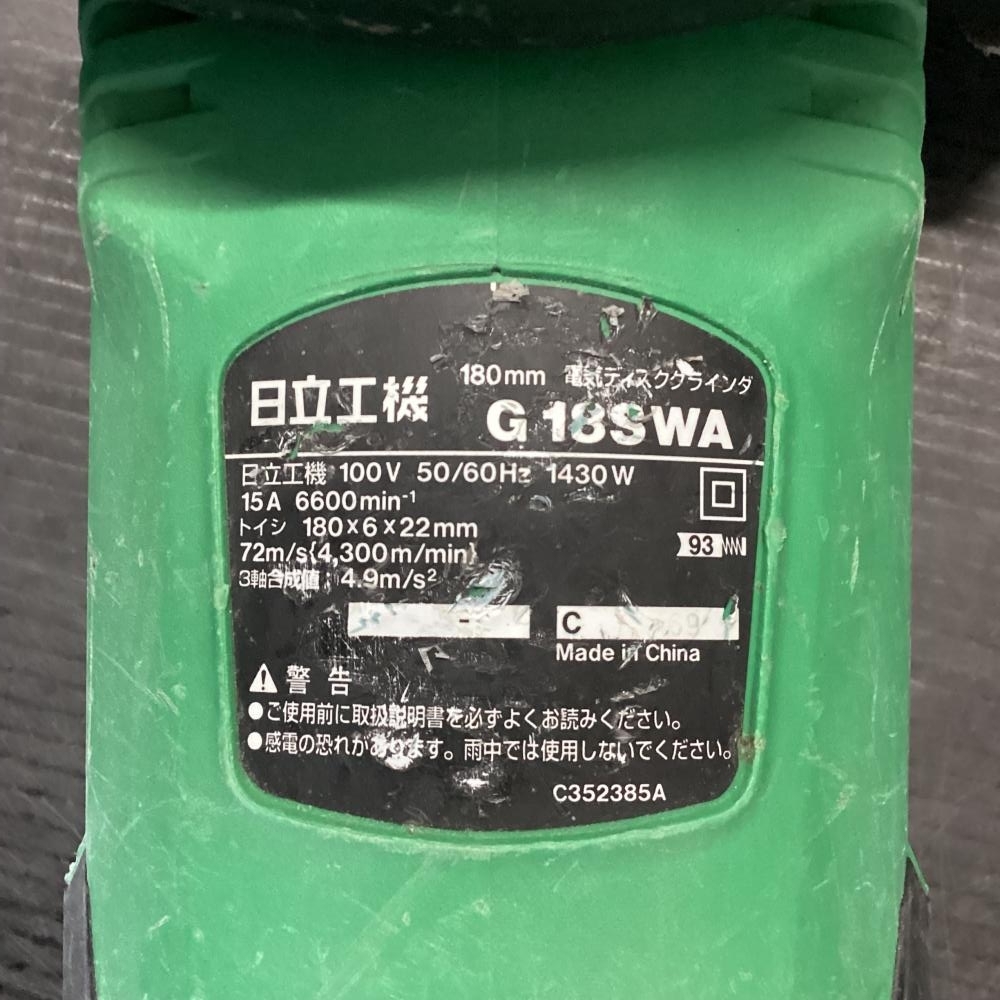 180mm 電気ディスクグラインダ
日立工機 G 18SWA
日立工機 100V 50/60Hz 1430W
15A 6600min⁻¹
トイシ 180×6×22mm
72m/s{4,300m/min}
93
3軸合成値: 4.9m/s²
- C
Made in China
警告
●ご使用前に取扱説明書を必ずよくお読みください。
●感電の恐れがあります。雨中では使用しないでください。
C352385A